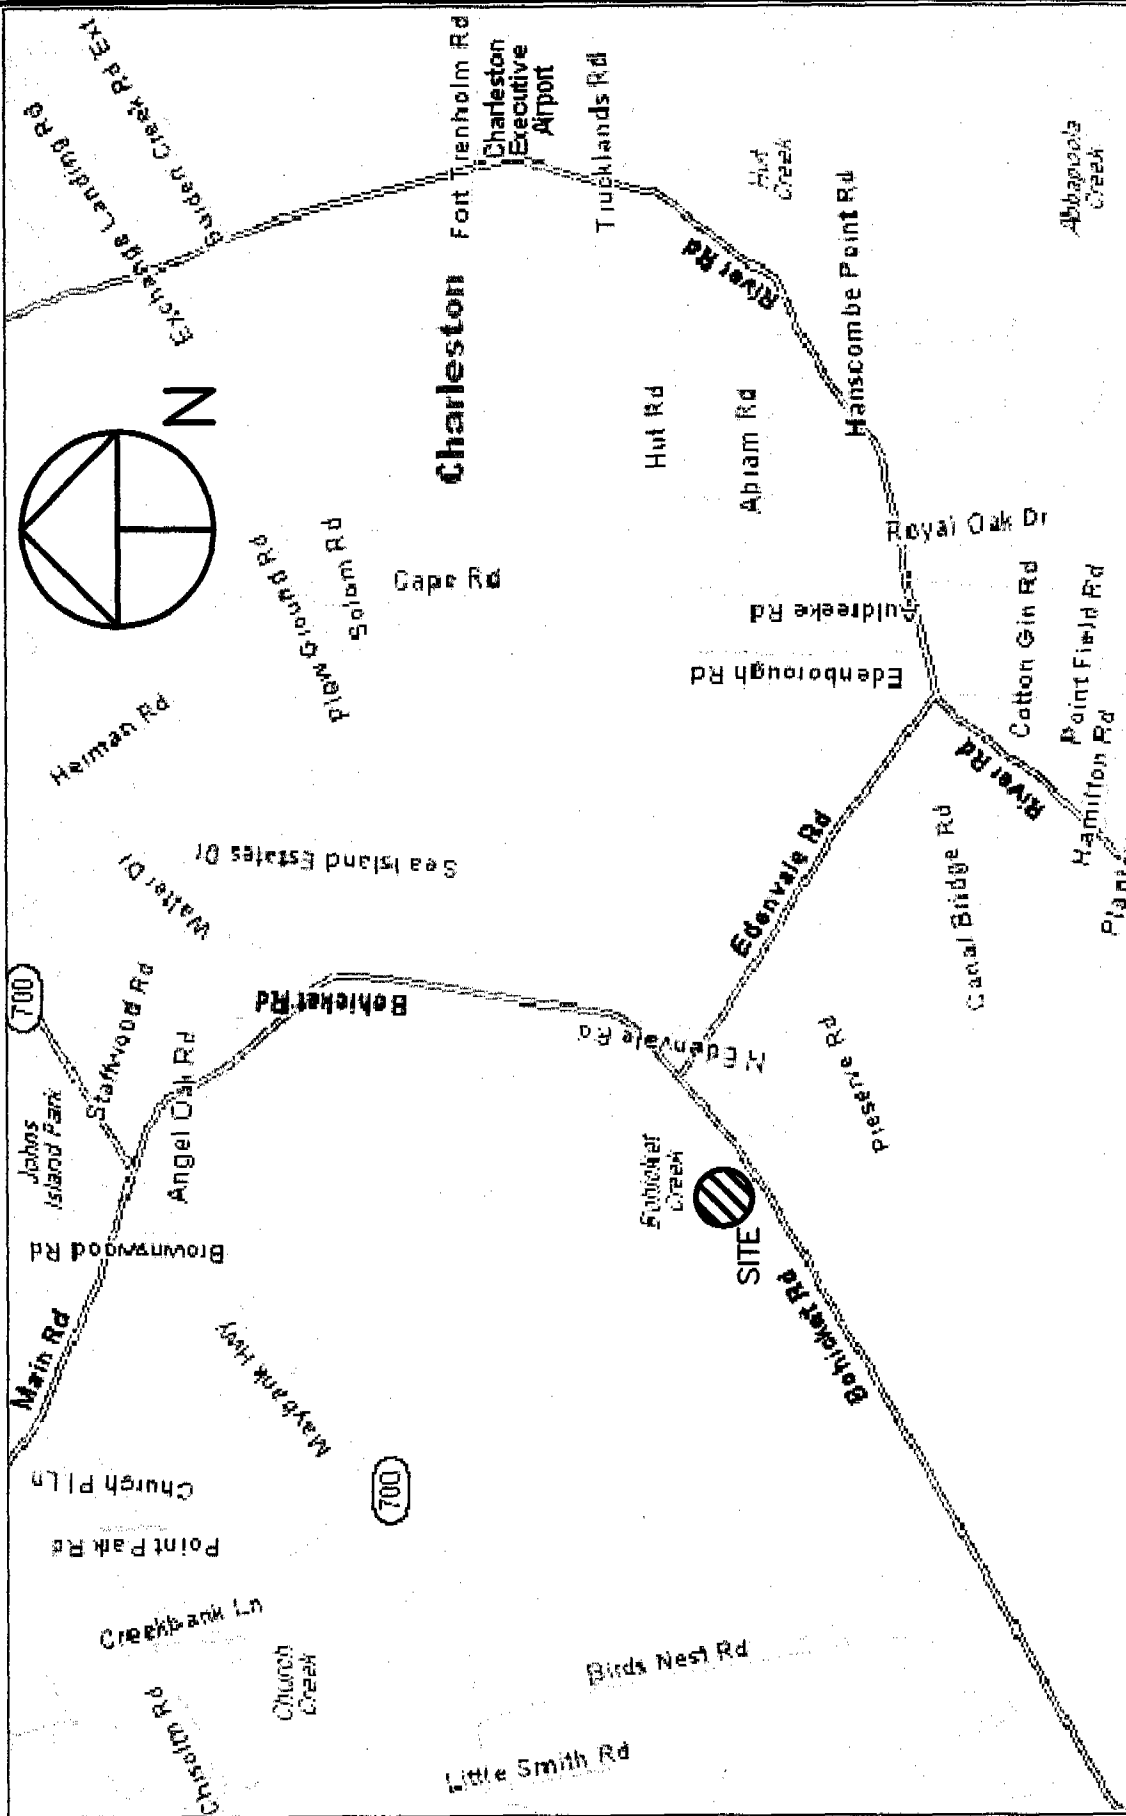 Chisolm Rd
Creekbank Ln
Point Park Rd
Church Pl Ln
Main Rd
Brownswood Rd
Johns
Island Park
700
Staffwood Rd
Angel Oak Rd
Walter Dr
Herman Rd
N
Exchange Landing Rd
Burden Creek Rd Ext
Church
Creek
700
Maybank Hwy
Bohicket Rd
Sea Island Estates Dr
Plow Ground Rd
Solom Rd
Cape Rd
Charleston
Fort Trenholm Rd
Charleston
Executive
Airport
Little Smith Rd
Birds Nest Rd
SITE
Bohicket
Creek
N Edenvale Rd
Edenvale Rd
Edenborough Rd
Hut Rd
Abram Rd
River Rd
Trucklands Rd
Hut
Creek
Bohicket Rd
Preserve Rd
Canal Bridge Rd
River Rd
Royal Oak Dr
Hanscombe Point Rd
Cotton Gin Rd
Point Field Rd
Hamilton Rd
Abbapoola
Creek